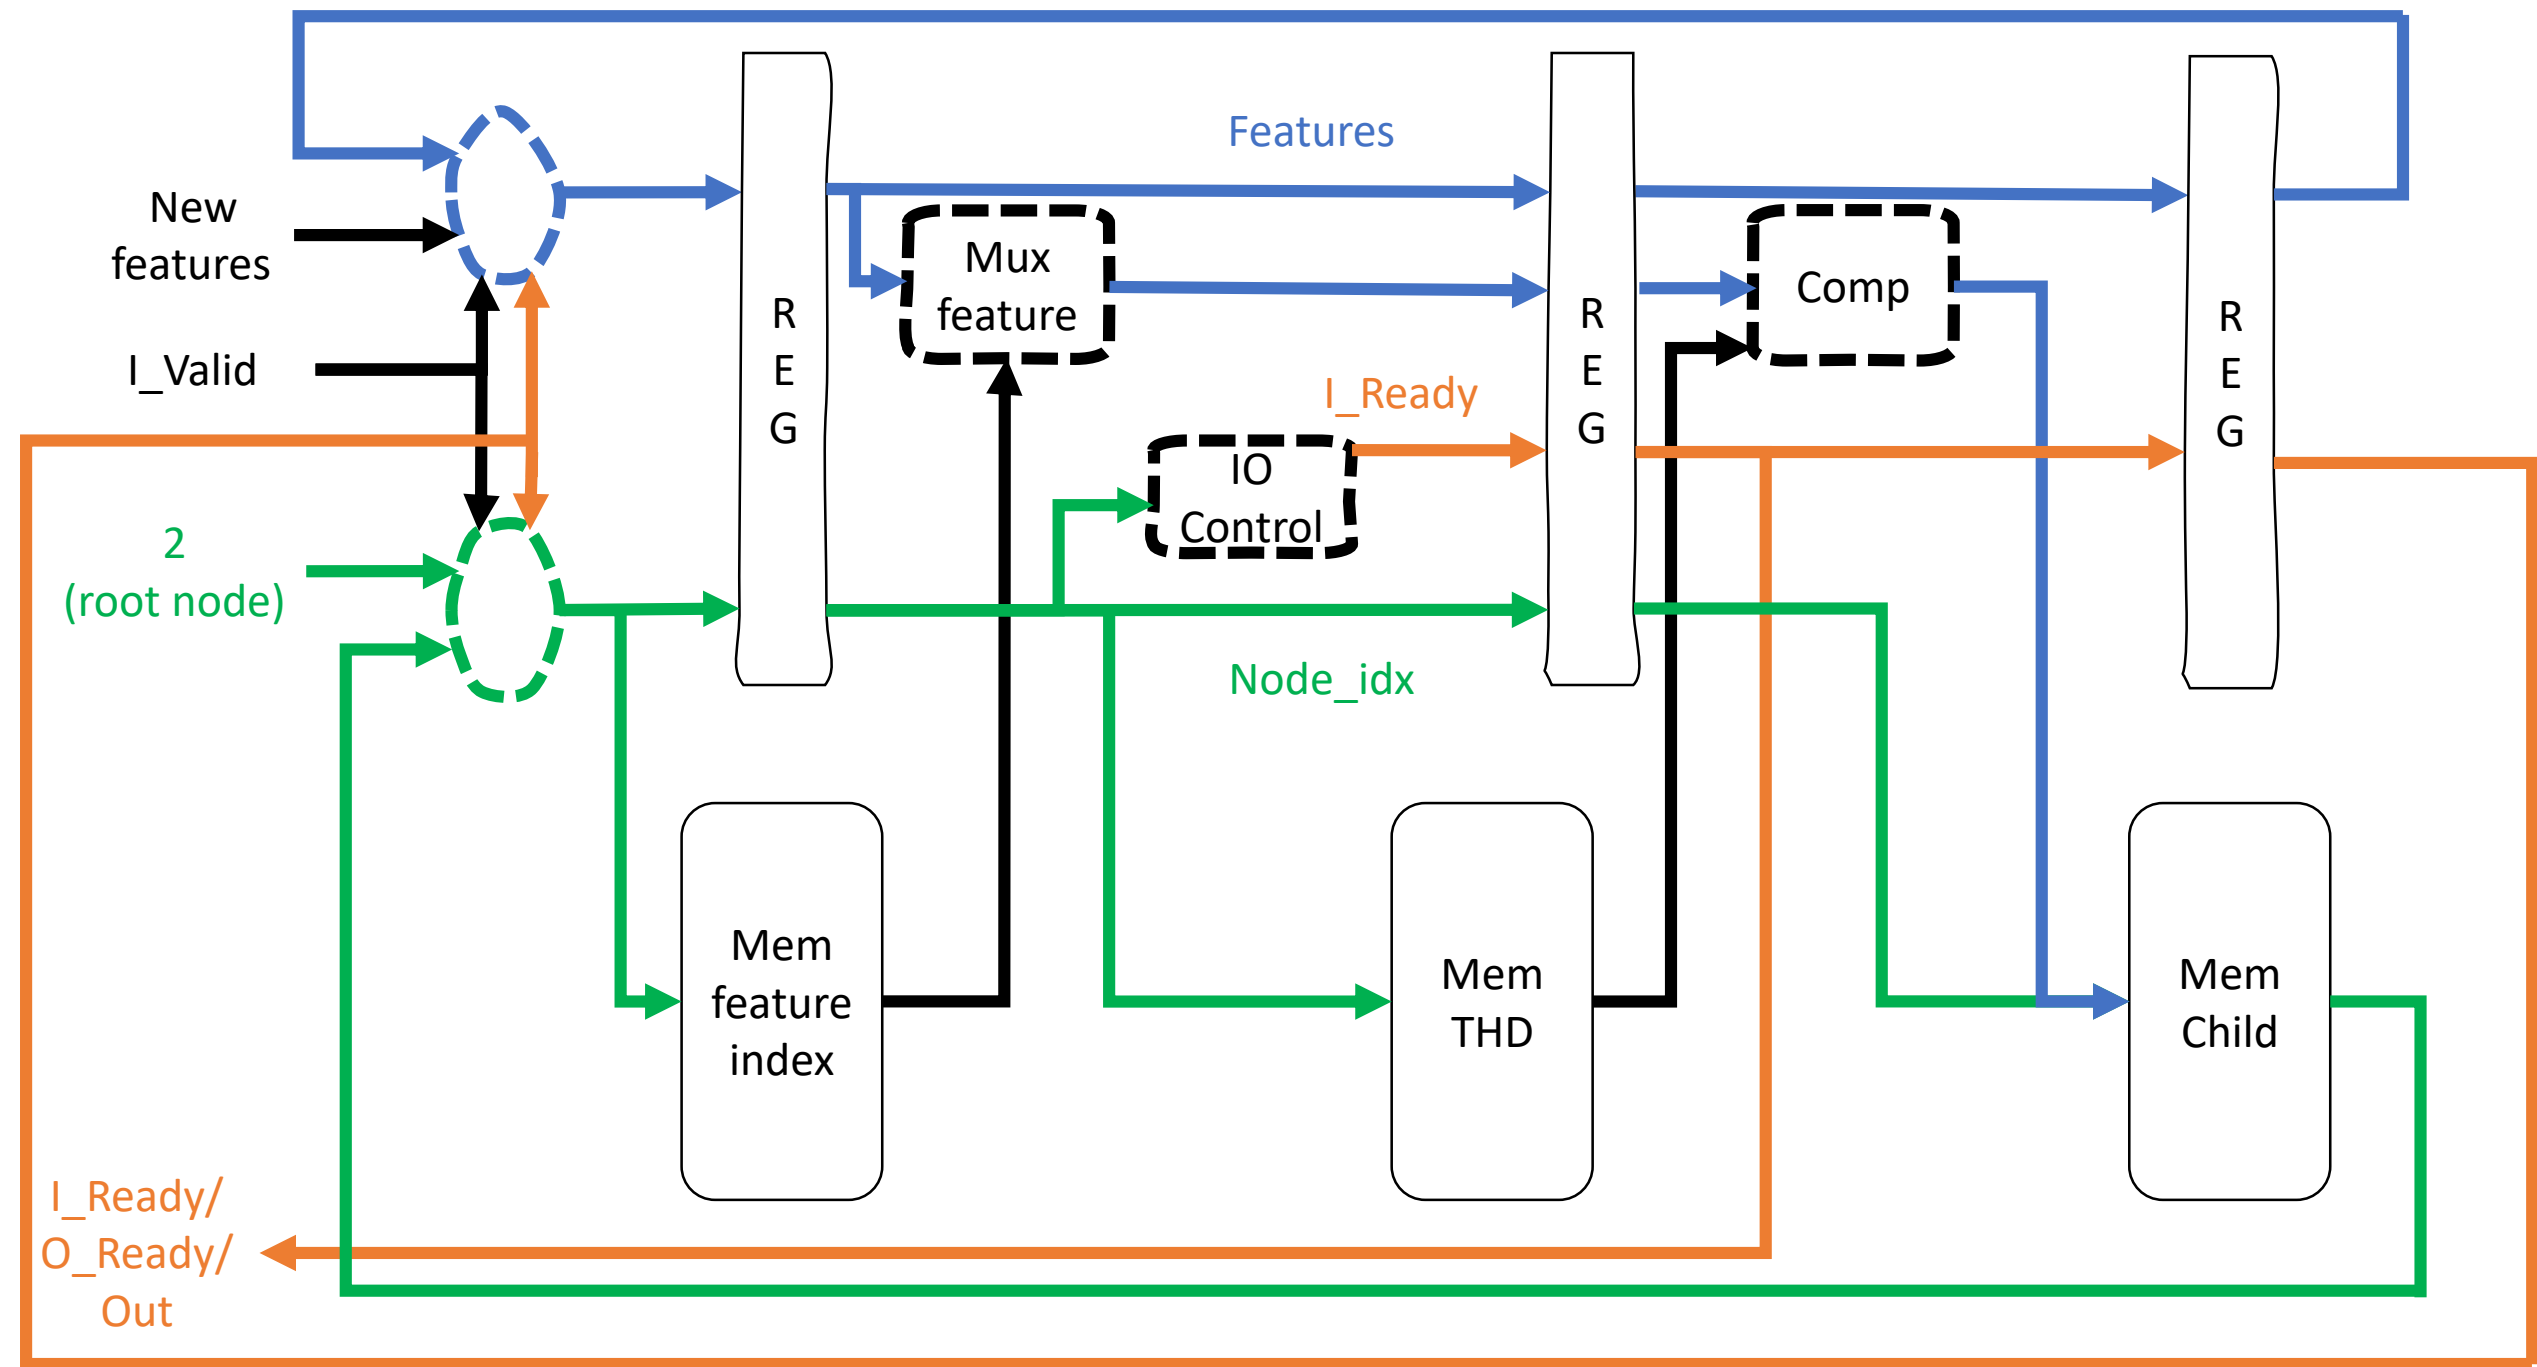 Features
New
features
Mux
feature
Comp
R
E
G
R
E
G
R
E
G
I_Valid
I_Ready
IO
Control
2
(root node)
Node_idx
Mem
feature
index
Mem
THD
Mem
Child
I_Ready/
O_Ready/
Out